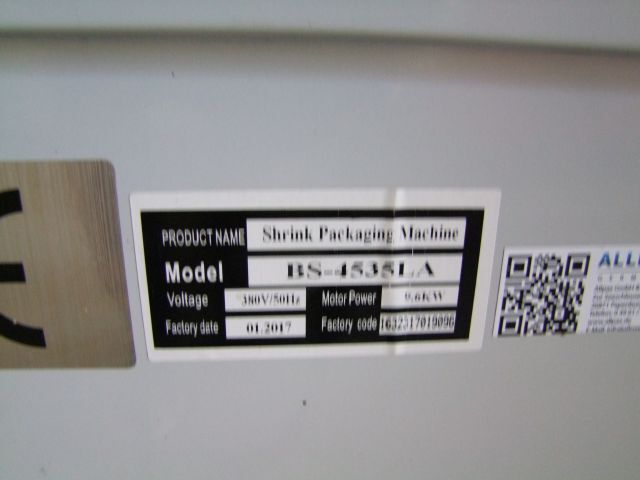 PRODUCT NAME Shrink Packaging Machine
Model BS-4535LA
Voltage 380V/50Hz Motor Power 9.6KW
Factory date 01.2017 Factory code 1632317019096
ALL